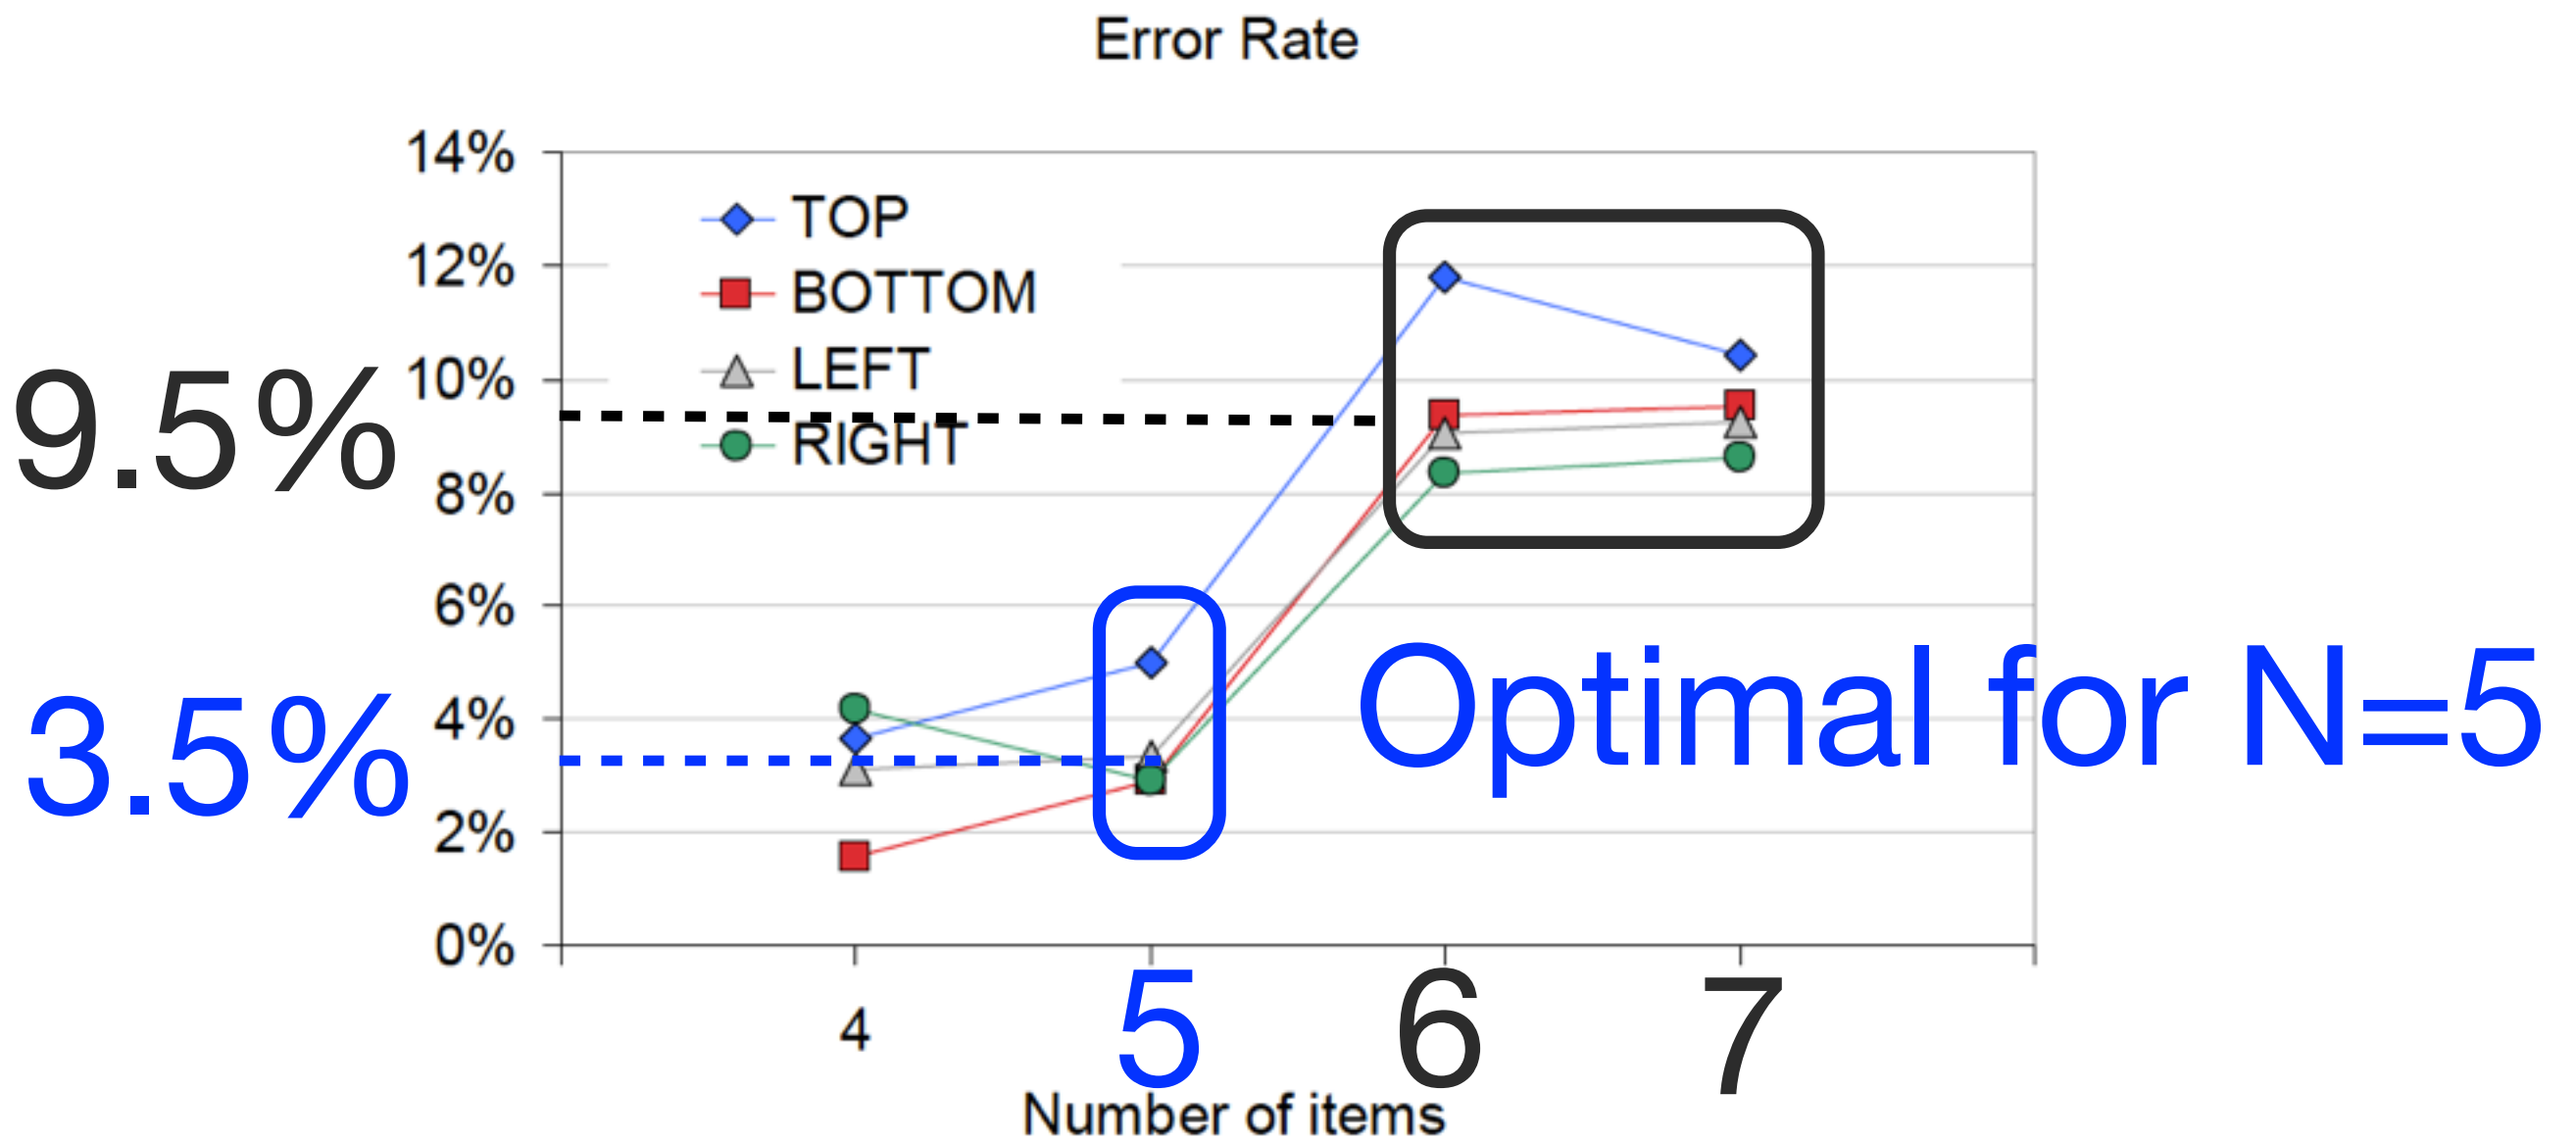 Error Rate
14%
TOP
12%
BOTTOM
10%
LEFT
9.5%
RIGHT
8%
6%
Optimal for N=5
3.5%
4%
2%
0%
4 5 6 7
Number of items